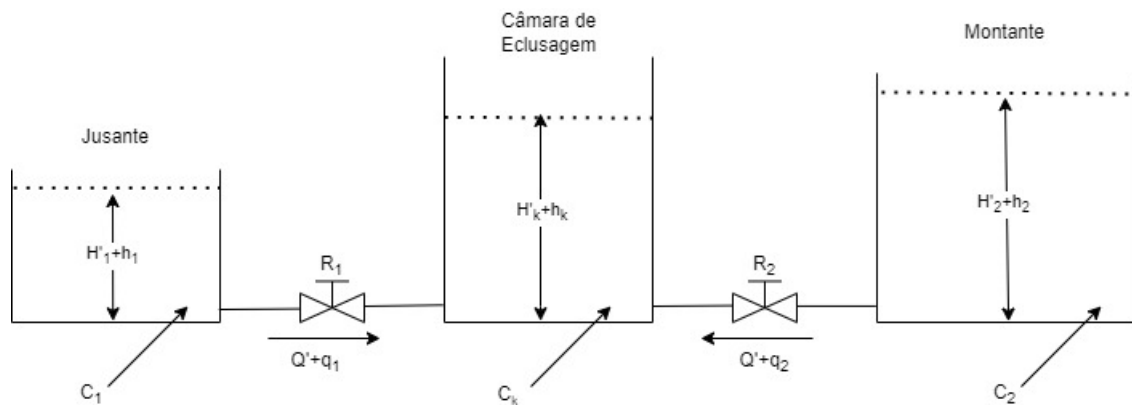 Câmara de
Eclusagem
Montante
Jusante
H'₁+h₁
H'ₖ+hₖ
H'₂+h₂
R₁
R₂
Q'+q₁
Q'+q₂
C₁
Cₖ
C₂